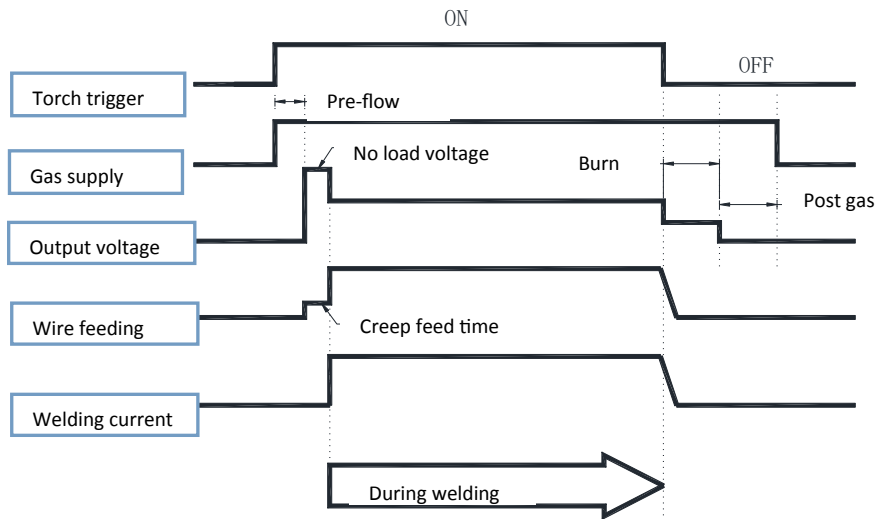 ON
OFF
Torch trigger
Pre-flow
Gas supply
No load voltage
Burn
Post gas
Output voltage
Wire feeding
Creep feed time
Welding current
During welding